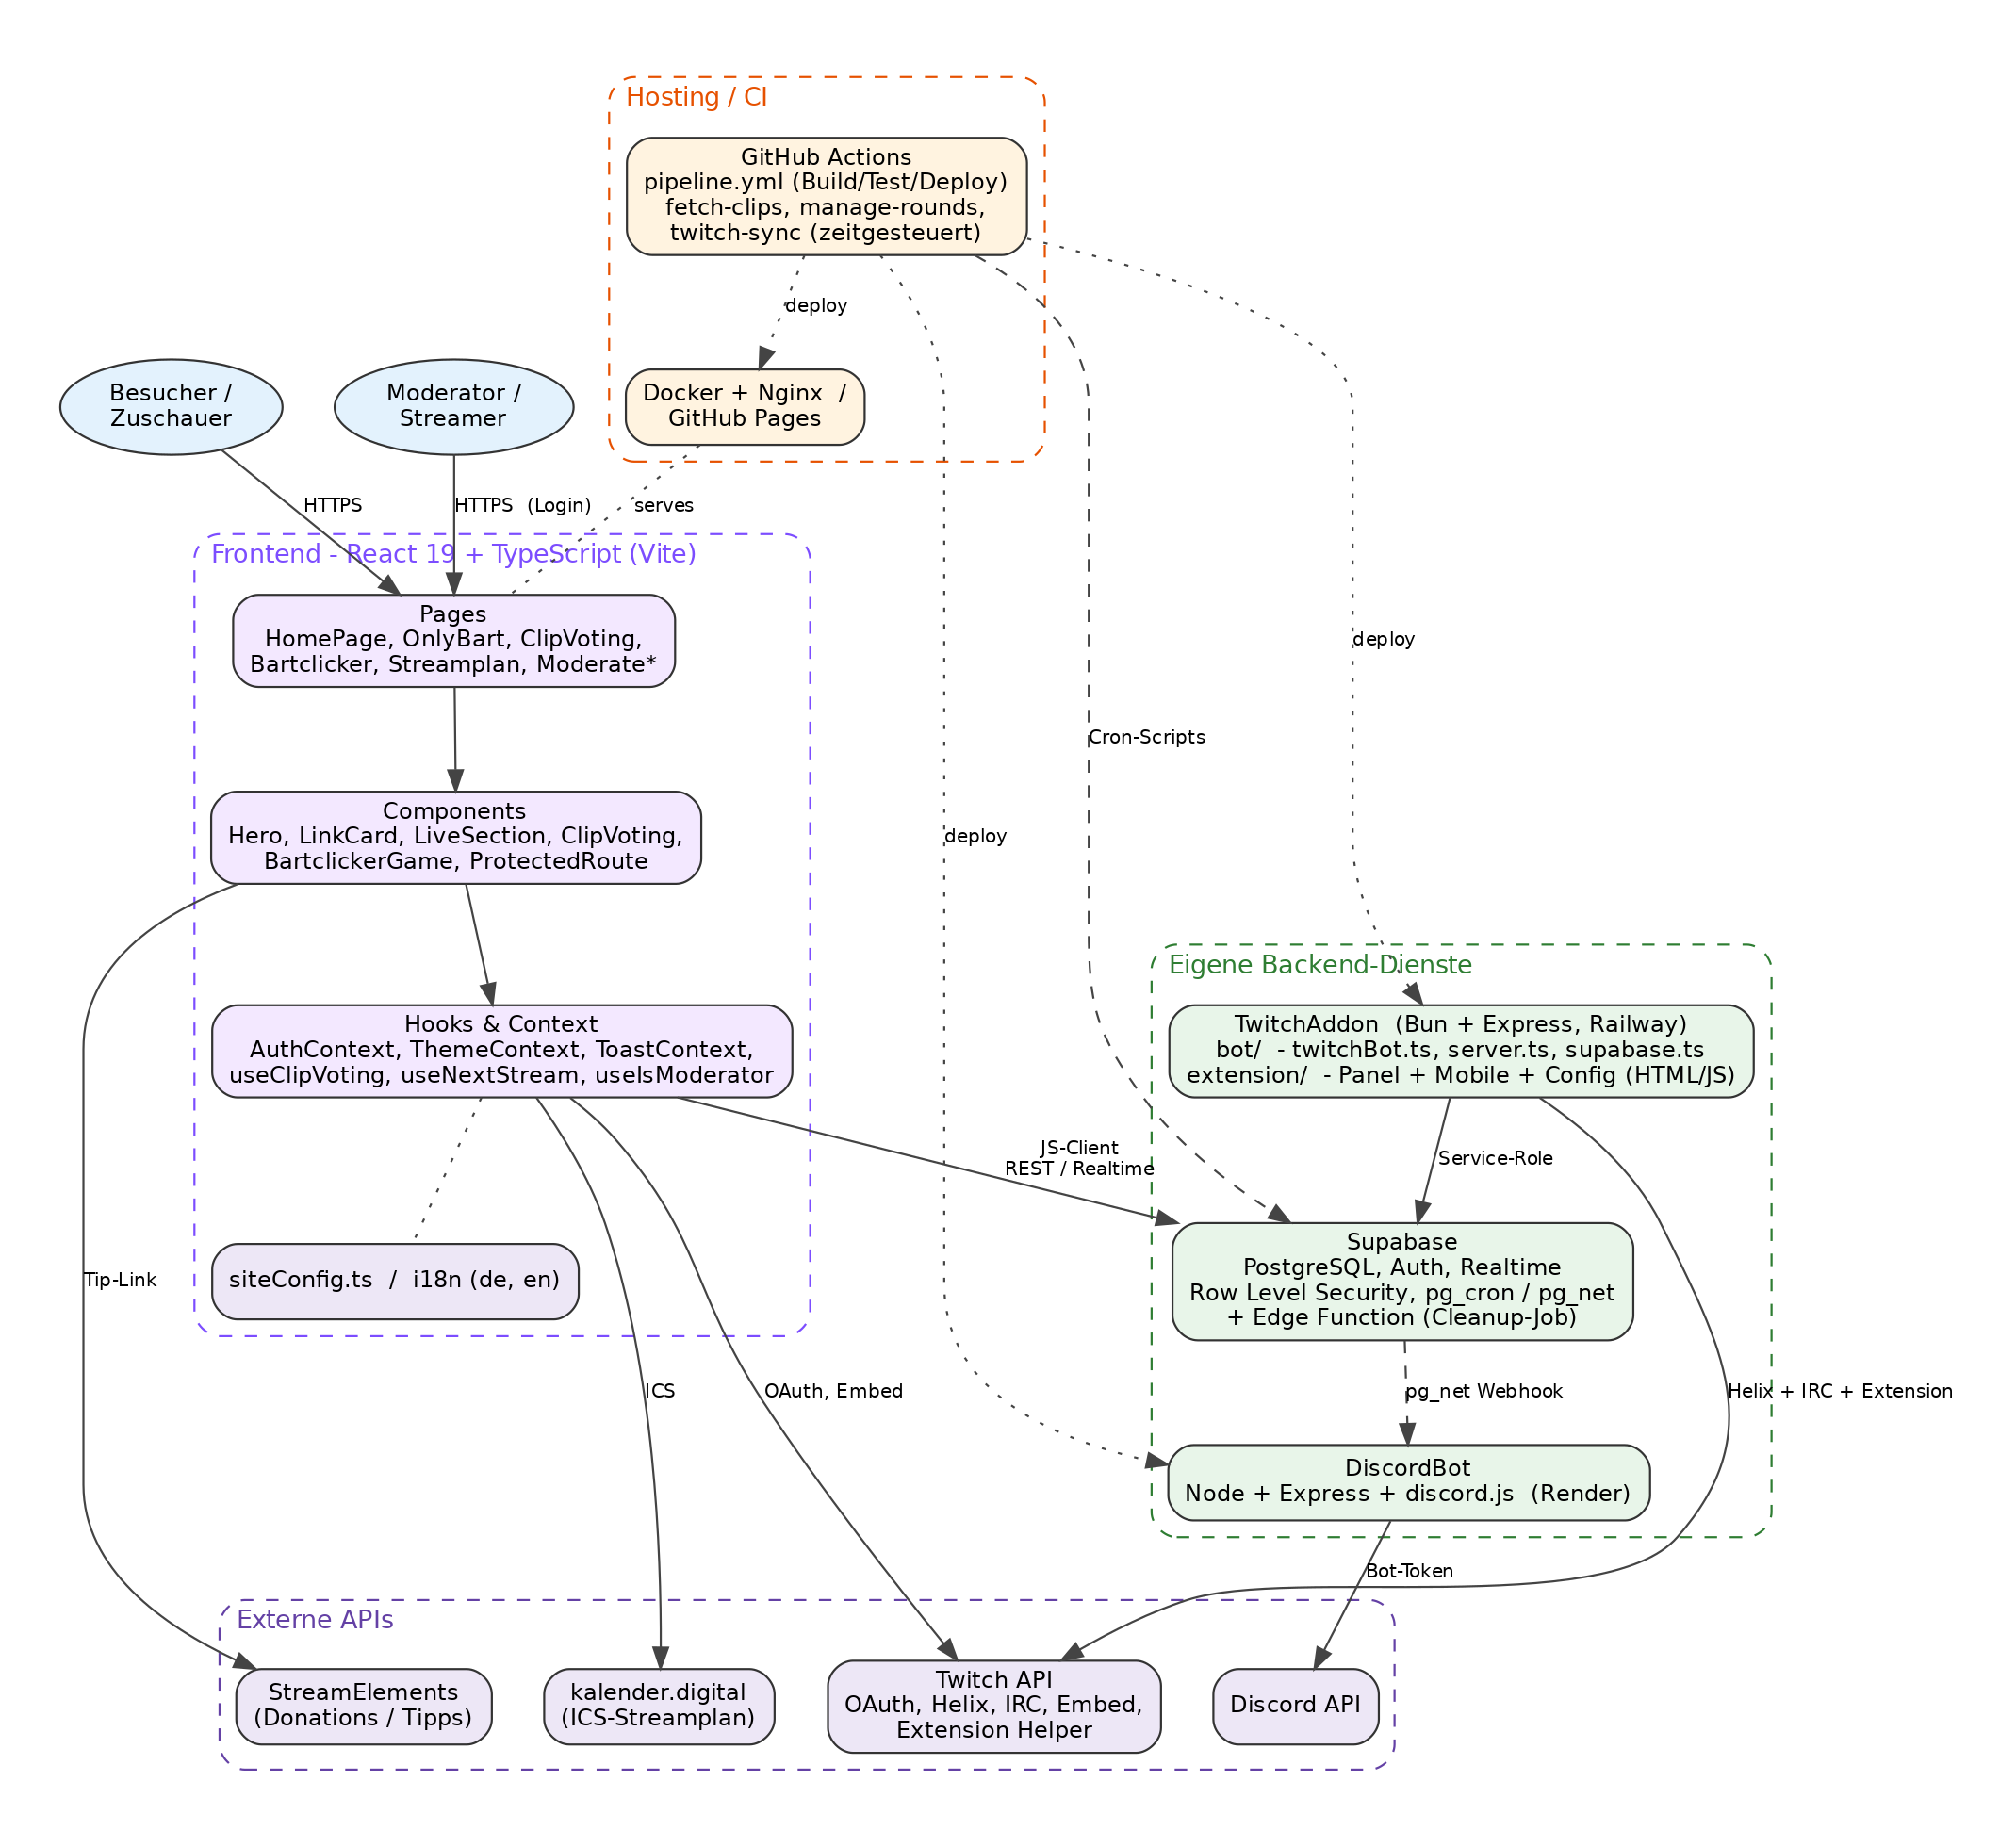 Hosting / CI
GitHub Actions
pipeline.yml (Build/Test/Deploy)
fetch-clips, manage-rounds,
twitch-sync (zeitgesteuert)
deploy
Docker + Nginx  /
GitHub Pages
Besucher /
Zuschauer
Moderator /
Streamer
HTTPS
HTTPS  (Login)
serves
Frontend - React 19 + TypeScript (Vite)
Pages
HomePage, OnlyBart, ClipVoting,
Bartclicker, Streamplan, Moderate*
deploy
Cron-Scripts
Components
Hero, LinkCard, LiveSection, ClipVoting,
BartclickerGame, ProtectedRoute
deploy
Eigene Backend-Dienste
Hooks & Context
AuthContext, ThemeContext, ToastContext,
useClipVoting, useNextStream, useIsModerator
TwitchAddon  (Bun + Express, Railway)
bot/  - twitchBot.ts, server.ts, supabase.ts
extension/  - Panel + Mobile + Config (HTML/JS)
JS-Client
REST / Realtime
Service-Role
Tip-Link
siteConfig.ts  /  i18n (de, en)
Supabase
PostgreSQL, Auth, Realtime
Row Level Security, pg_cron / pg_net
+ Edge Function (Cleanup-Job)
ICS
OAuth, Embed
pg_net Webhook
Helix + IRC + Extension
DiscordBot
Node + Express + discord.js  (Render)
Bot-Token
Externe APIs
StreamElements
(Donations / Tipps)
kalender.digital
(ICS-Streamplan)
Twitch API
OAuth, Helix, IRC, Embed,
Extension Helper
Discord API